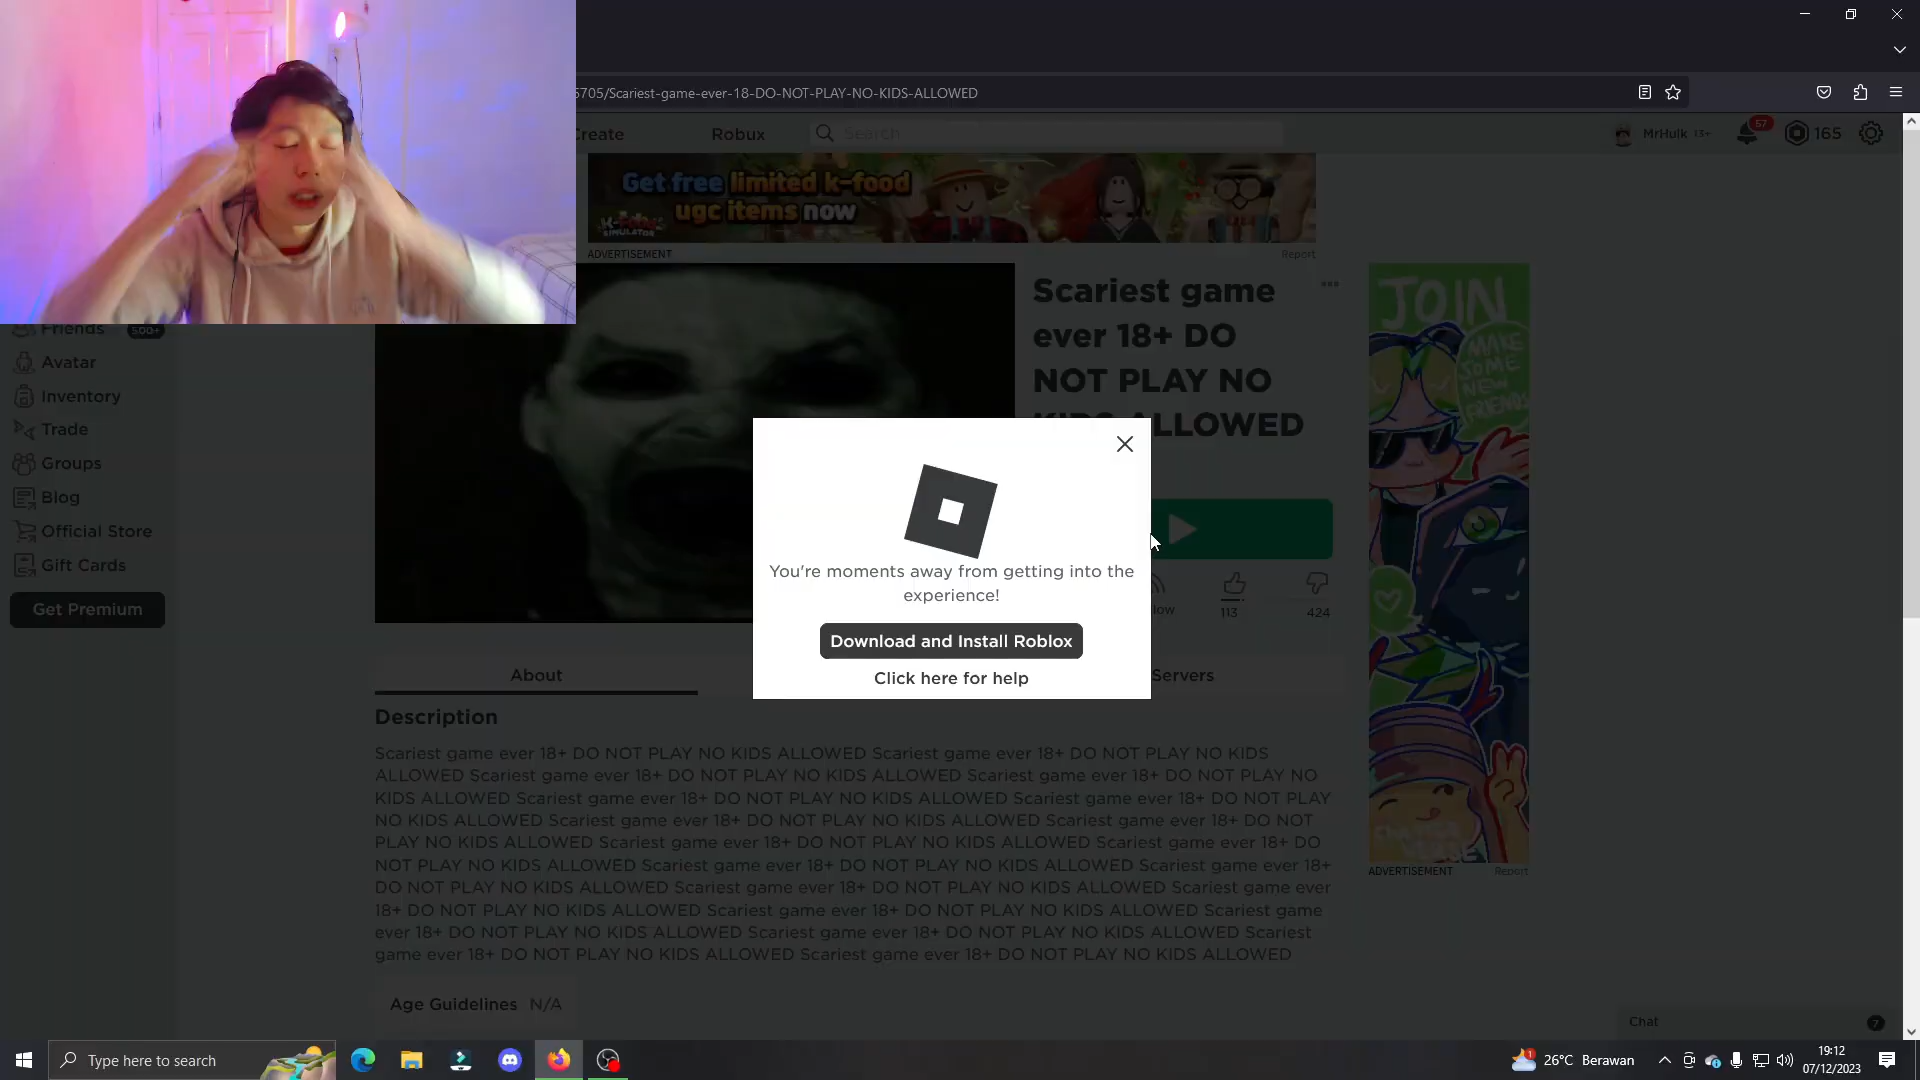 5705/Scariest-game-ever-18-DO-NOT-PLAY-NO-KIDS-ALLOWED
Create
Robux
Search
MrHulk 13+
57
165
Get free limited k-food
ugc items now
SIMULATOR
ADVERTISEMENT
Report
Friends
500+
Avatar
Inventory
Trade
Groups
Blog
Official Store
Gift Cards
Get Premium
Scariest game
ever 18+ DO
NOT PLAY NO
KIDS ALLOWED
JOIN
MAKE
SOME
NEW
FRIENDS
You're moments away from getting into the
experience!
Download and Install Roblox
Click here for help
113
424
About
Servers
Description
Scariest game ever 18+ DO NOT PLAY NO KIDS ALLOWED Scariest game ever 18+ DO NOT PLAY NO KIDS
ALLOWED Scariest game ever 18+ DO NOT PLAY NO KIDS ALLOWED Scariest game ever 18+ DO NOT PLAY NO
KIDS ALLOWED Scariest game ever 18+ DO NOT PLAY NO KIDS ALLOWED Scariest game ever 18+ DO NOT PLAY
NO KIDS ALLOWED Scariest game ever 18+ DO NOT PLAY NO KIDS ALLOWED Scariest game ever 18+ DO NOT
PLAY NO KIDS ALLOWED Scariest game ever 18+ DO NOT PLAY NO KIDS ALLOWED Scariest game ever 18+ DO
NOT PLAY NO KIDS ALLOWED Scariest game ever 18+ DO NOT PLAY NO KIDS ALLOWED Scariest game ever 18+
DO NOT PLAY NO KIDS ALLOWED Scariest game ever 18+ DO NOT PLAY NO KIDS ALLOWED Scariest game ever
18+ DO NOT PLAY NO KIDS ALLOWED Scariest game ever 18+ DO NOT PLAY NO KIDS ALLOWED Scariest game
ever 18+ DO NOT PLAY NO KIDS ALLOWED Scariest game ever 18+ DO NOT PLAY NO KIDS ALLOWED Scariest
game ever 18+ DO NOT PLAY NO KIDS ALLOWED Scariest game ever 18+ DO NOT PLAY NO KIDS ALLOWED
ADVERTISEMENT
Report
Age Guidelines N/A
Chat
7
Type here to search
1
26°C Berawan
19:12
07/12/2023